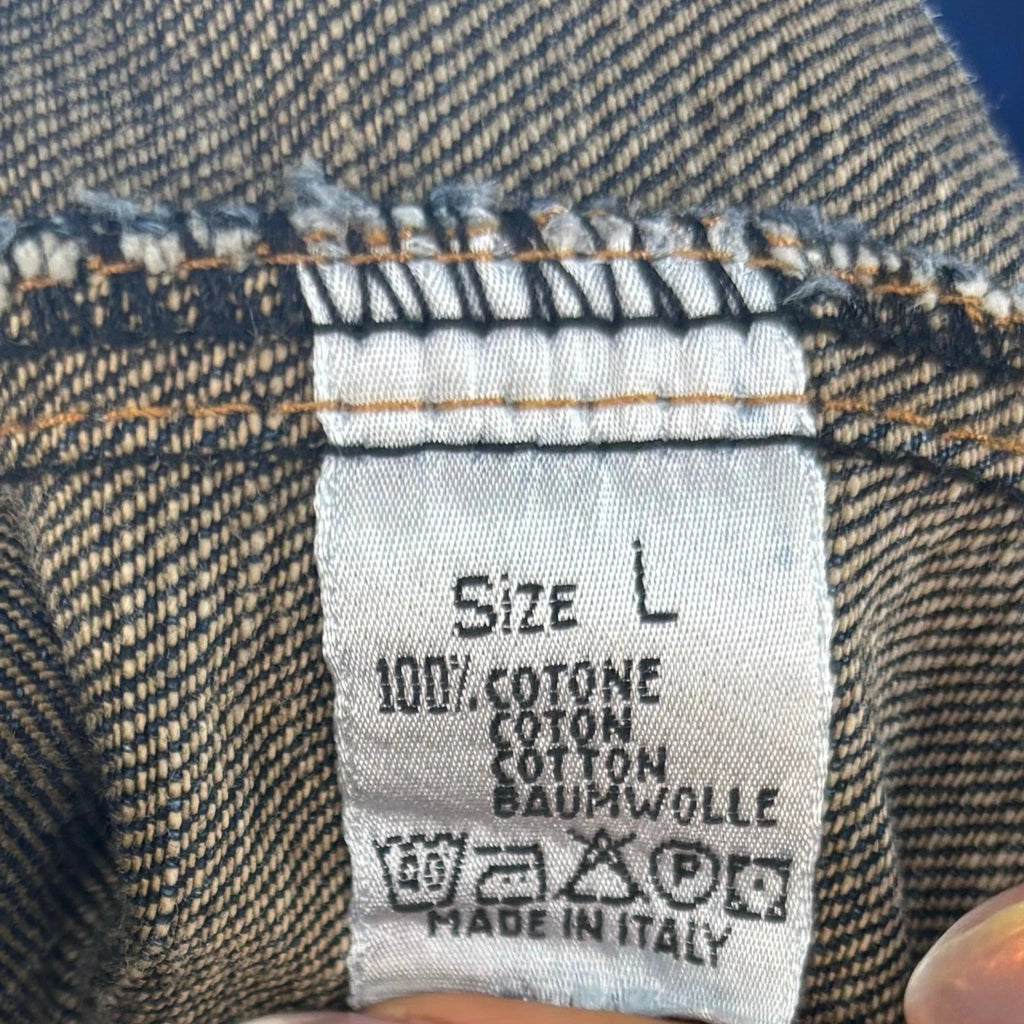 SiZE L
100% COTONE
COTON
COTTON
BAUMWOLLE
P
MADE IN ITALY